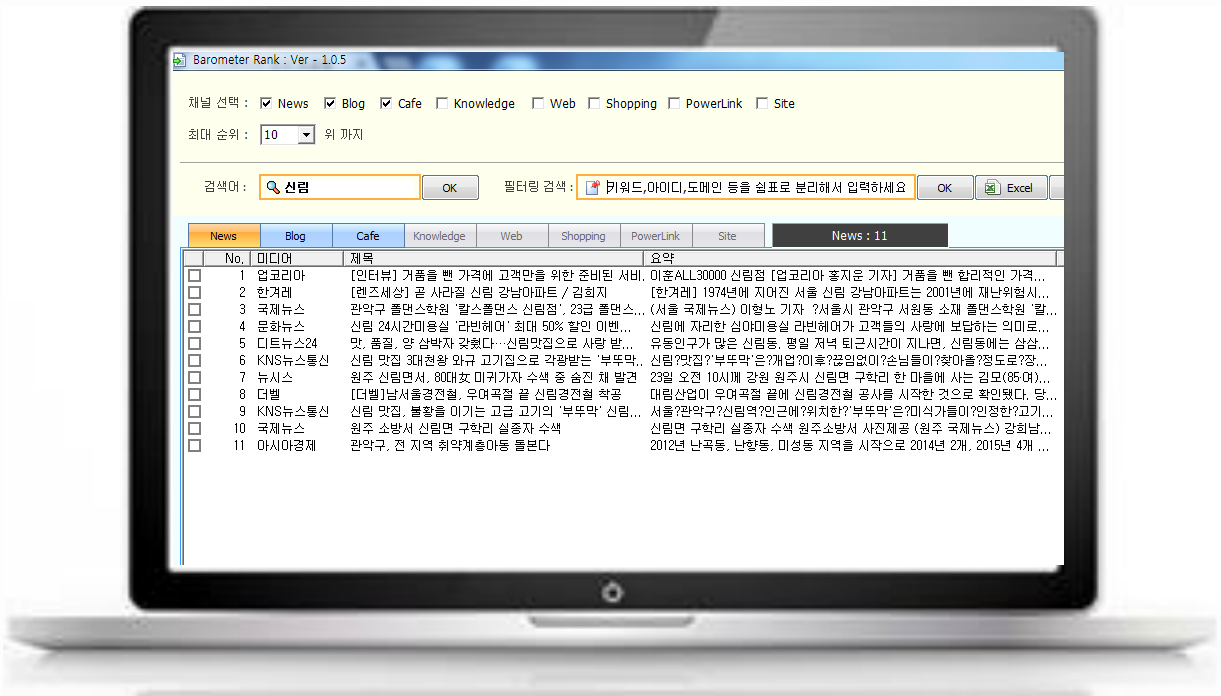 Barometer Rank : Ver - 1.0.5
채널 선택 : News Blog Cafe Knowledge Web Shopping PowerLink Site
최대 순위 : 10 위 까지
검색어 : 신림 OK 필터링 검색 : 키워드,아이디,도메인 등을 쉼표로 분리해서 입력하세요 OK Excel
News Blog Cafe Knowledge Web Shopping PowerLink Site News : 11
No, 미디어 제목 요약
1 업코리아 [인터뷰] 거품을 뺀 가격에 고객만을 위한 준비된 서비, 이훈ALL30000 신림점 [업코리아 홍지운 기자] 거품을 뺀 합리적인 가격...
2 한겨레 [렌즈세상] 곧 사라질 신림 강남아파트 / 김희지 [한겨레] 1974년에 지어진 서울 신림 강남아파트는 2001년에 재난위험시...
3 국제뉴스 관악구 폴댄스학원 '칼스폴댄스 신림점', 23급 폴댄스... (서울 국제뉴스) 이형노 기자 ?서울시 관악구 서원동 소재 폴댄스학원 '칼...
4 문화뉴스 신림 24시간미용실 '라빈헤어' 최대 50% 할인 이벤... 신림에 자리한 심야미용실 라빈헤어가 고객들의 사랑에 보답하는 의미로...
5 디트뉴스24 맛, 품질, 양 삼박자 갖췄다…신림맛집으로 사랑 받... 유동인구가 많은 신림동, 평일 저녁 퇴근시간이 지나면, 신림동에는 삼삼...
6 KNS뉴스통신 신림 맛집 3대천왕 와규 고기집으로 각광받는 '부뚜막... 신림?맛집?'부뚜막'은?개업?이후?끊임없이?손님들이?찾아올?정도로?장...
7 뉴시스 원주 신림면서, 80대女 미귀가자 수색 중 숨진 채 발견 23일 오전 10시께 강원 원주시 신림면 구학리 한 마을에 사는 김모(85·여)...
8 더벨 [더벨]남서울경전철, 우여곡절 끝 신림경전철 착공 대림산업이 우여곡절 끝에 신림경전철 공사를 시작한 것으로 확인됐다. 당...
9 KNS뉴스통신 신림 맛집, 불황을 이기는 고급 고기의 '부뚜막' 신림... 서울?관악구?신림역?인근에?위치한?'부뚜막'은?미식가들이?인정한?고기...
10 국제뉴스 원주 소방서 신림면 구학리 실종자 수색 신림면 구학리 실종자 수색 원주소방서 사진제공 (원주 국제뉴스) 강희남...
11 아시아경제 관악구, 전 지역 취약계층아동 돌본다 2012년 난곡동, 난향동, 미성동 지역을 시작으로 2014년 2개, 2015년 4개 ...